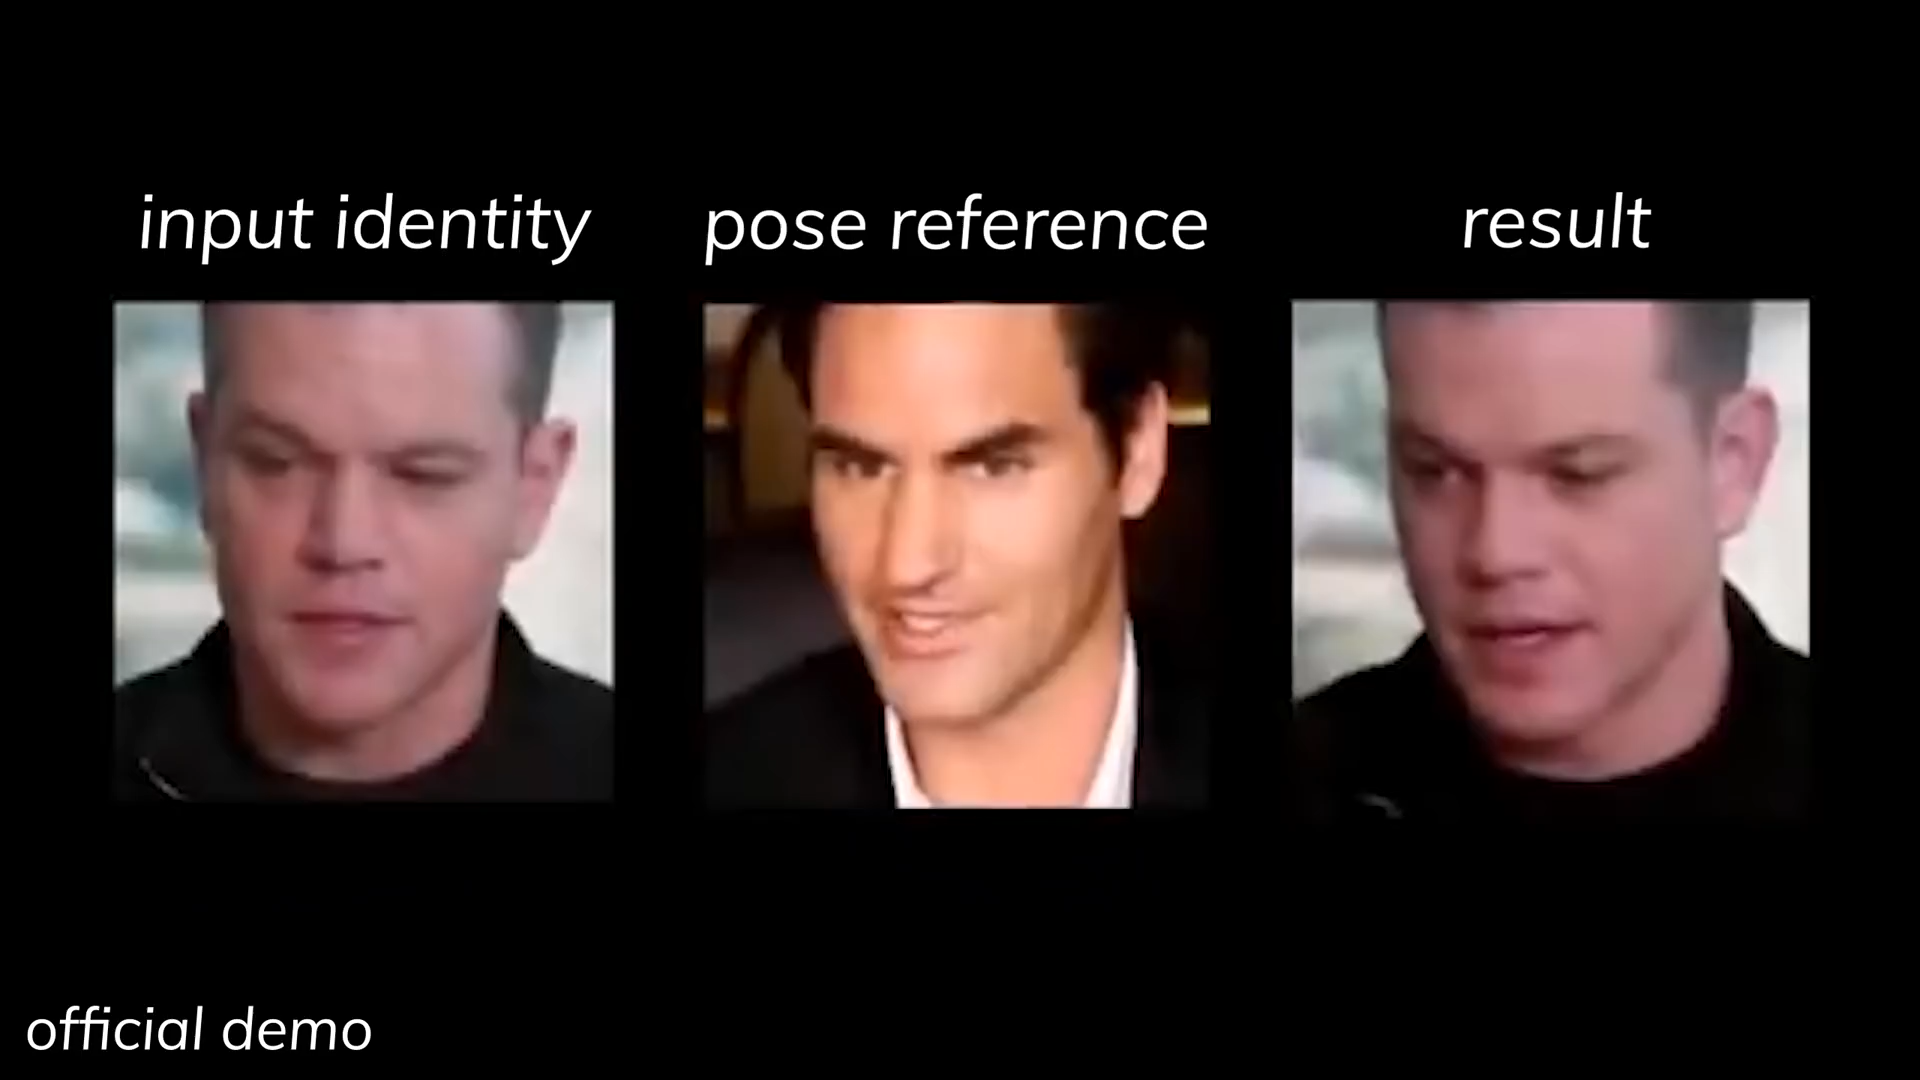 input identity
pose reference
result
official demo